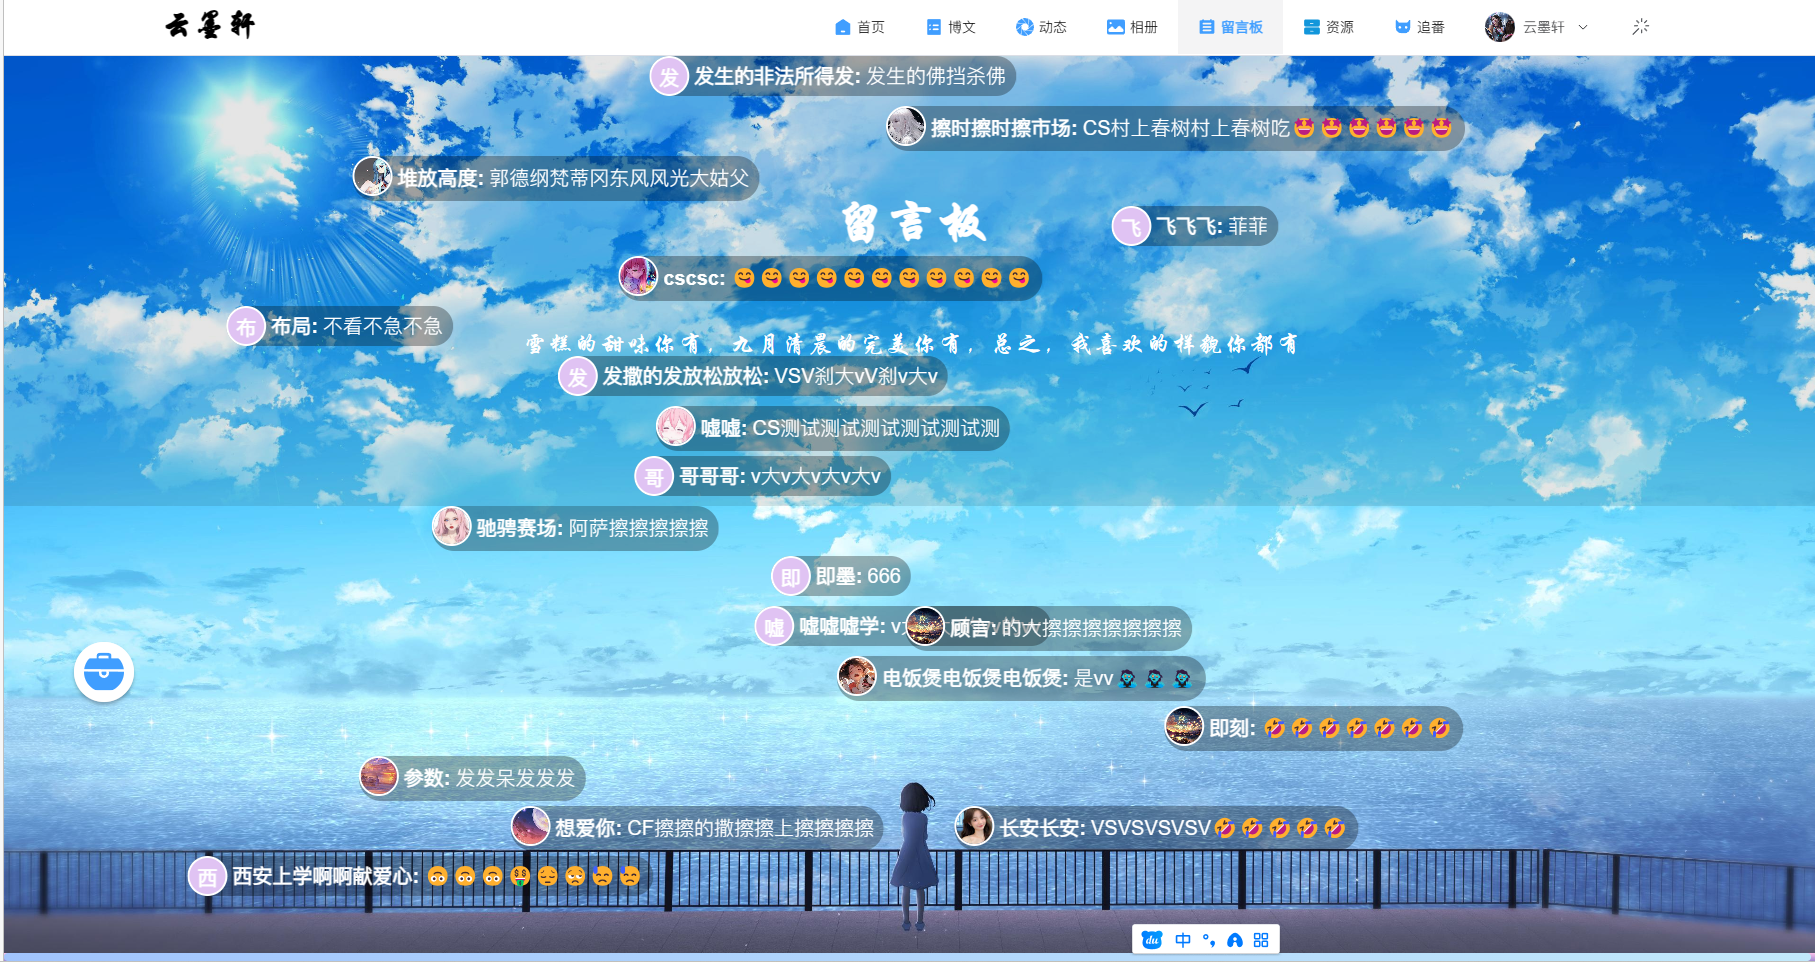 云墨轩
首页 博文 动态 相册 留言板 资源 追番 云墨轩
发 发生的非法所得发: 发生的佛挡杀佛
擦时擦时擦市场: CS村上春树村上春树吃🤩🤩🤩🤩🤩🤩
堆放高度: 郭德纲梵蒂冈东风风光大姑父
留言板
飞 飞飞飞: 菲菲
cscsc: 😋😋😋😋😋😋😋😋😋😋😋
布 布局: 不看不急不急
雪糕的甜味你有，九月清晨的完美你有，总之，我喜欢的样貌你都有
发 发撒的发放松放松: VSV刹大vV刹v大v
嘘嘘: CS测试测试测试测试测试测
哥 哥哥哥: v大v大v大v大v
驰骋赛场: 阿萨擦擦擦擦擦
即 即墨: 666
嘘 嘘嘘嘘学: v
顾言: 的大擦擦擦擦擦擦擦
电饭煲电饭煲电饭煲: 是vv
即刻: 🤣🤣🤣🤣🤣🤣🤣
参数: 发发呆发发发
想爱你: CF擦擦的撒擦擦上擦擦擦擦
长安长安: VSVSVSVSV🤣🤣🤣🤣🤣
西 西安上学啊啊献爱心:
du 中 °,